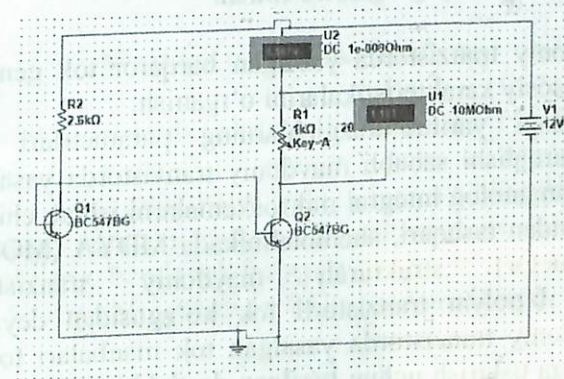 U2
DC 1e-009Ohm
R2
2.6kΩ
R1
1kΩ
Key=A
20
U1
DC 10MOhm
V1
12V
Q1
BC547BG
Q2
BC547BG